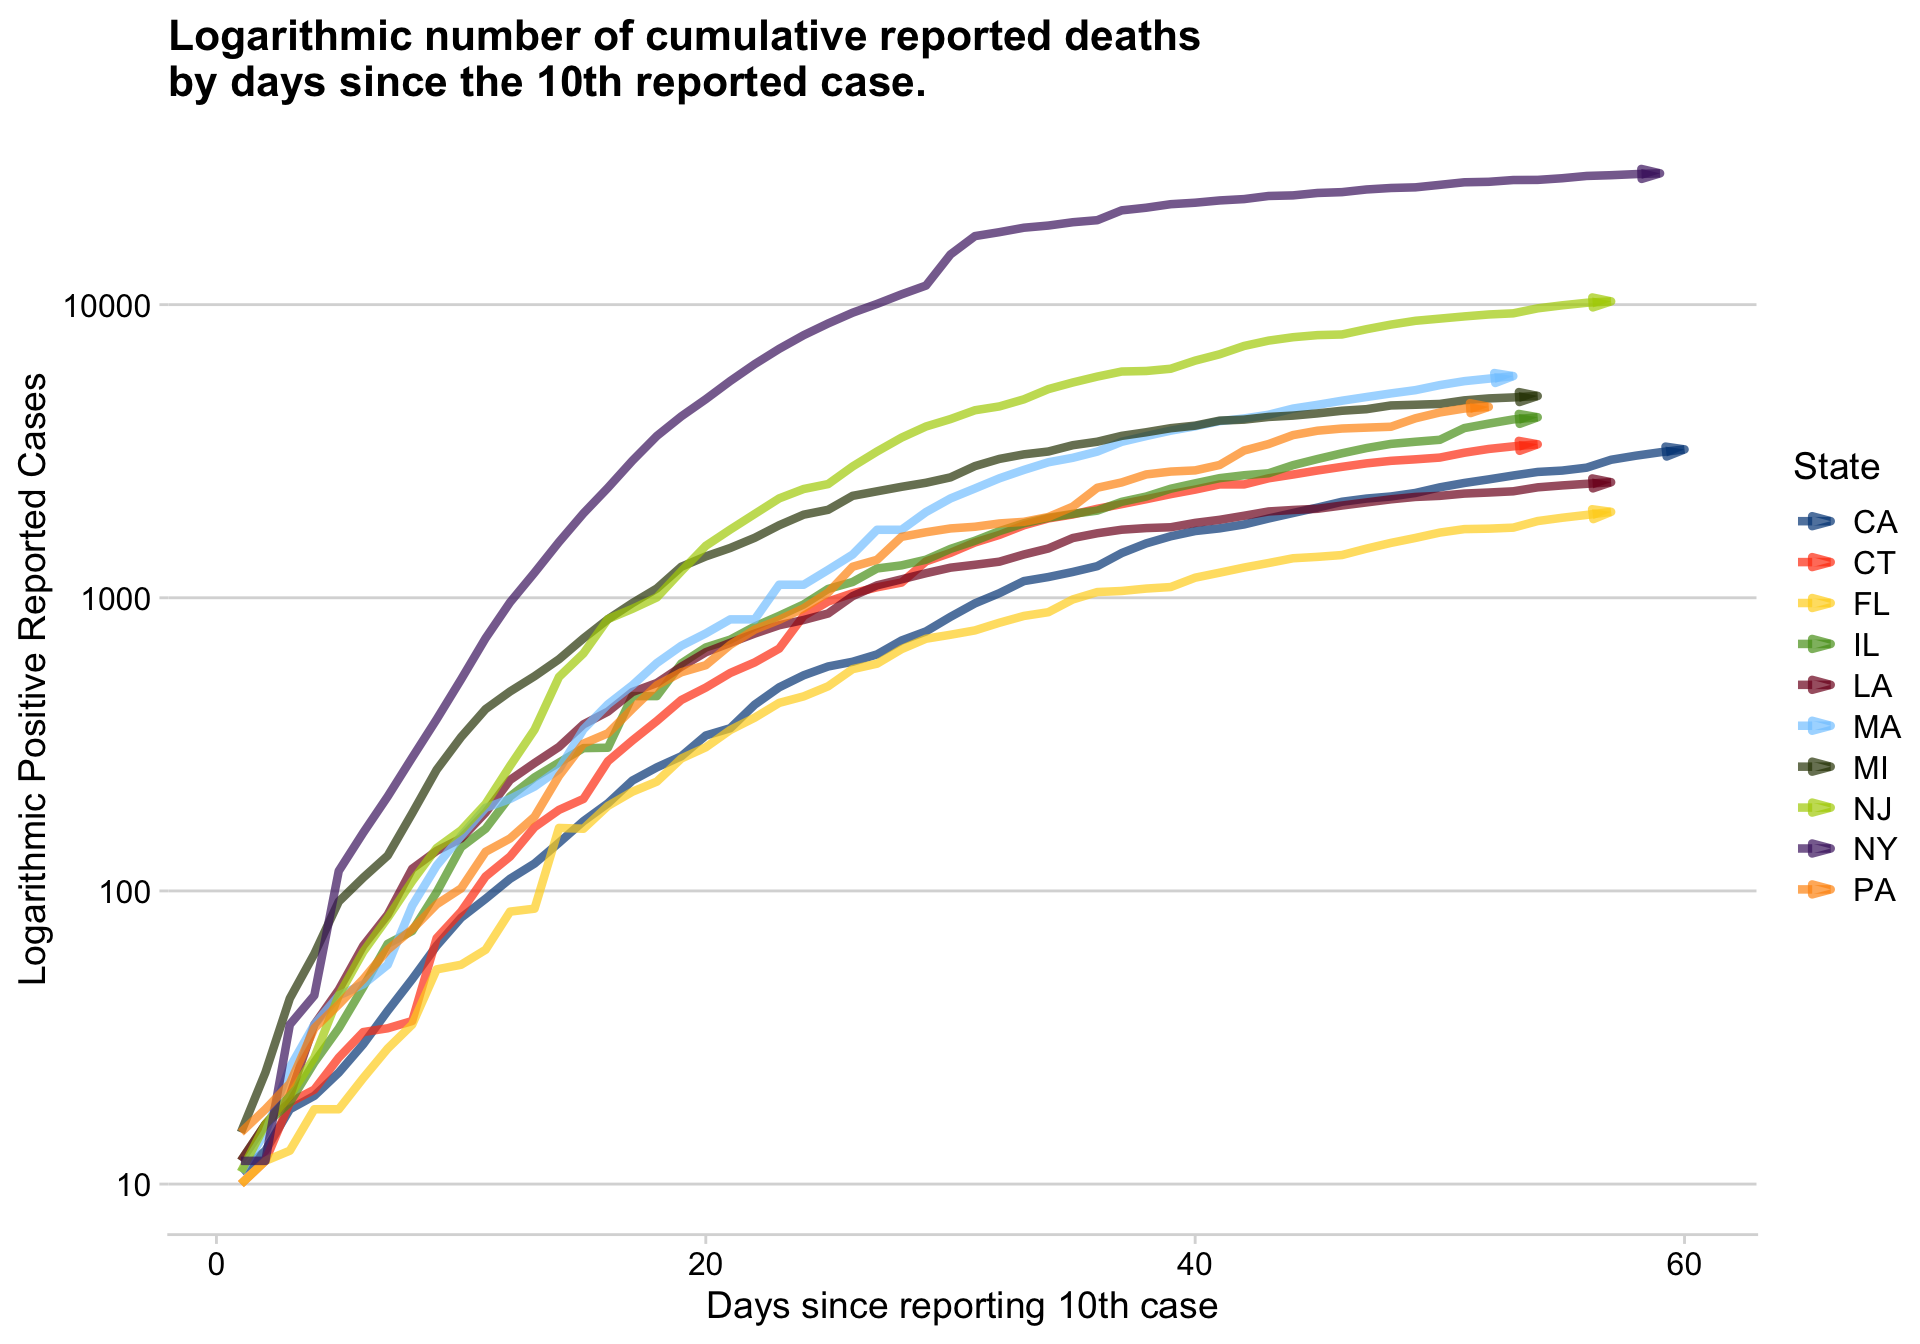 Logarithmic number of cumulative reported deaths
by days since the 10th reported case.
Logarithmic Positive Reported Cases
10000
1000
100
10
0
20
40
60
Days since reporting 10th case
State
CA
CT
FL
IL
LA
MA
MI
NJ
NY
PA